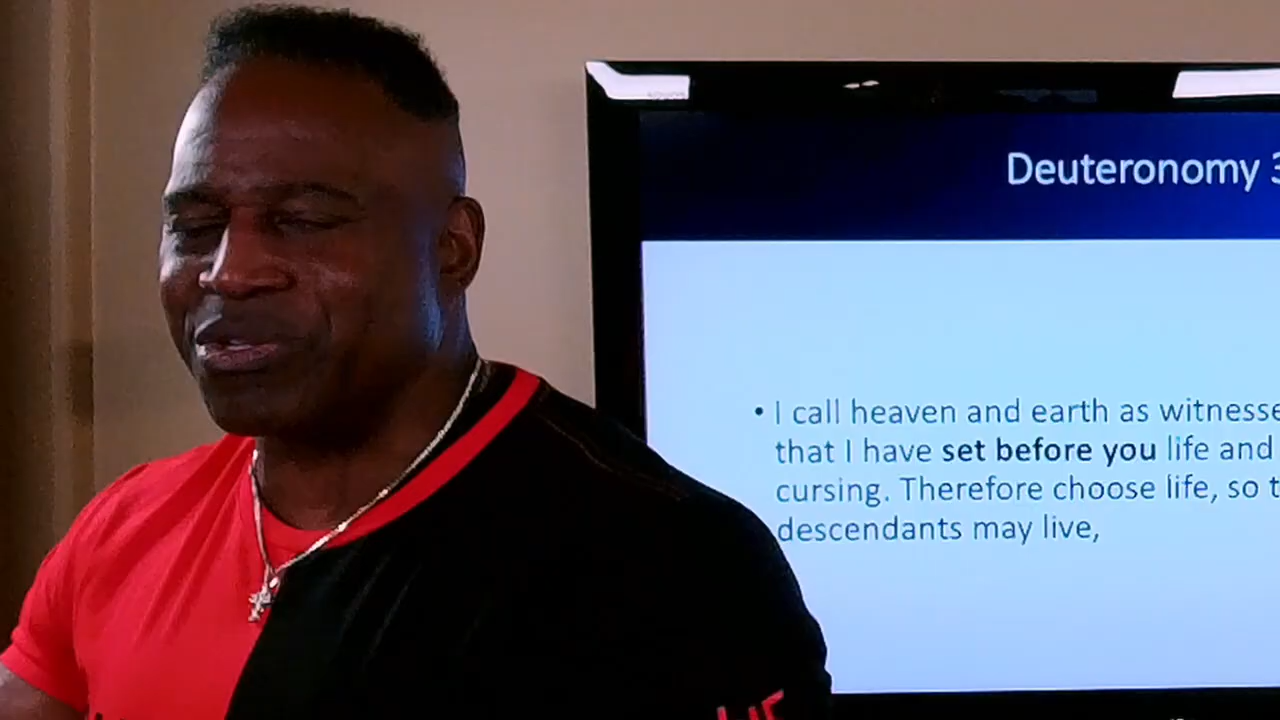 Deuteronomy 3
• I call heaven and earth as witnesse
that I have set before you life and
cursing. Therefore choose life, so t
descendants may live,